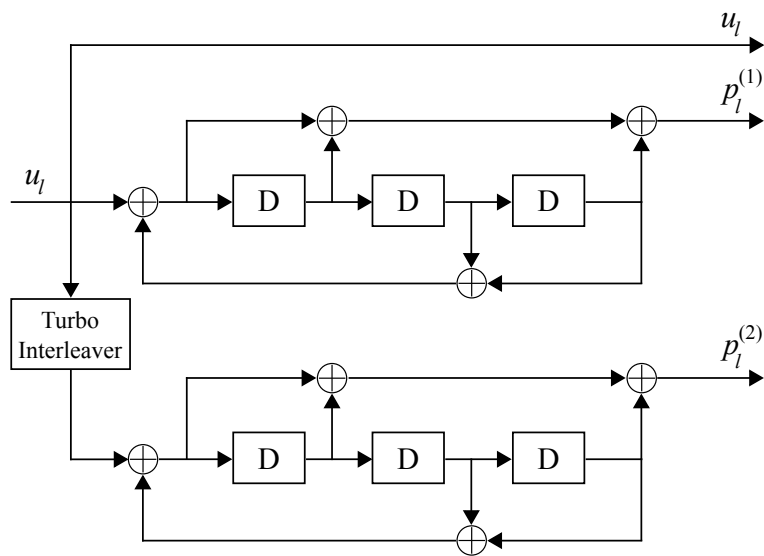 u_l
p_l^{(1)}
u_l
D D D
Turbo
Interleaver
p_l^{(2)}
D D D